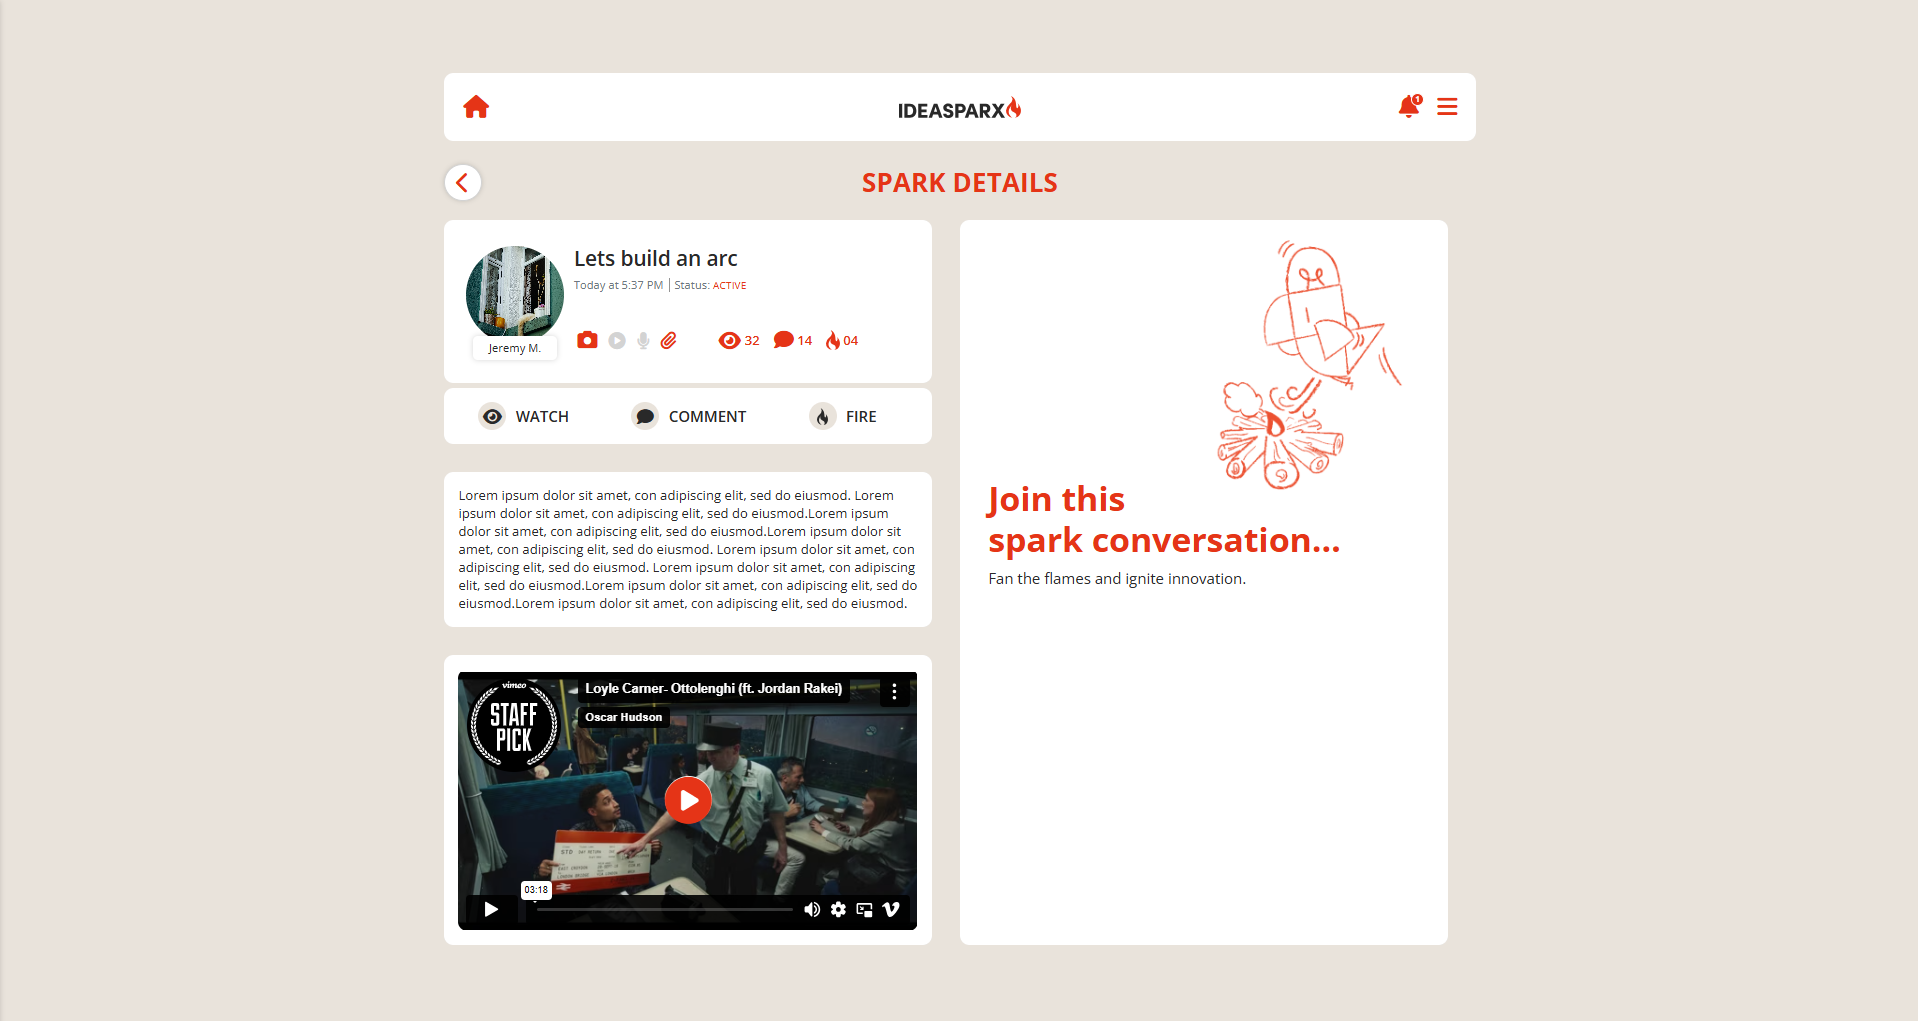 IDEASPARX
1
SPARK DETAILS
Lets build an arc
Today at 5:37 PM | Status: ACTIVE
Jeremy M.
32
14
04
WATCH
COMMENT
FIRE
Lorem ipsum dolor sit amet, con adipiscing elit, sed do eiusmod. Lorem
ipsum dolor sit amet, con adipiscing elit, sed do eiusmod.Lorem ipsum
dolor sit amet, con adipiscing elit, sed do eiusmod.Lorem ipsum dolor sit
amet, con adipiscing elit, sed do eiusmod. Lorem ipsum dolor sit amet, con
adipiscing elit, sed do eiusmod. Lorem ipsum dolor sit amet, con adipiscing
elit, sed do eiusmod.Lorem ipsum dolor sit amet, con adipiscing elit, sed do
eiusmod.Lorem ipsum dolor sit amet, con adipiscing elit, sed do eiusmod.
vimeo
STAFF
PICK
Loyle Carner- Ottolenghi (ft. Jordan Rakei)
Oscar Hudson
STD
03:18
Join this
spark conversation...
Fan the flames and ignite innovation.